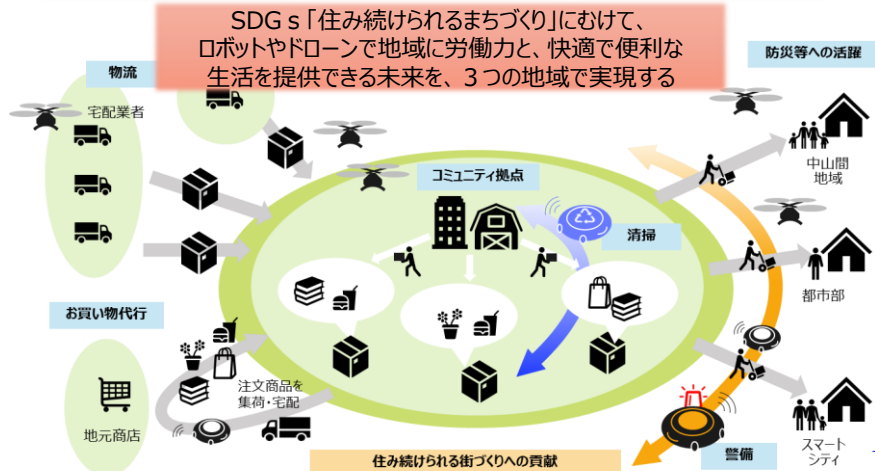 SDGｓ「住み続けられるまちづくり」にむけて、
ロボットやドローンで地域に労働力と、快適で便利な
生活を提供できる未来を、３つの地域で実現する
物流
宅配業者
防災等への活躍
コミュニティ拠点
中山間
地域
清掃
都市部
お買い物代行
注文商品を
集荷・宅配
地元商店
警備
スマート
シティ
住み続けられる街づくりへの貢献